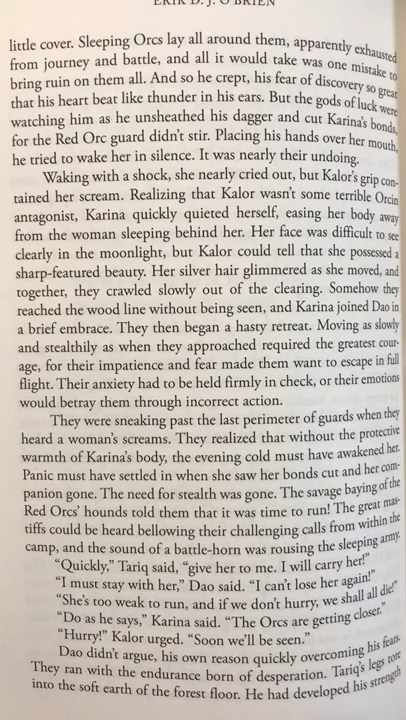 ERIK D. J. O'BRIEN
little cover. Sleeping Orcs lay all around them, apparently exhausted
from journey and battle, and all it would take was one mistake to
bring ruin on them all. And so he crept, his fear of discovery so great
that his heart beat like thunder in his ears. But the gods of luck were
watching him as he unsheathed his dagger and cut Karina's bonds,
for the Red Orc guard didn't stir. Placing his hands over her mouth,
he tried to wake her in silence. It was nearly their undoing.
Waking with a shock, she nearly cried out, but Kalor's grip con-
tained her scream. Realizing that Kalor wasn't some terrible Orcin
antagonist, Karina quickly quieted herself, easing her body away
from the woman sleeping behind her. Her face was difficult to see
clearly in the moonlight, but Kalor could tell that she possessed a
sharp-featured beauty. Her silver hair glimmered as she moved, and
together, they crawled slowly out of the clearing. Somehow they
reached the wood line without being seen, and Karina joined Dao in
a brief embrace. They then began a hasty retreat. Moving as slowly
and stealthily as when they approached required the greatest cour-
age, for their impatience and fear made them want to escape in full
flight. Their anxiety had to be held firmly in check, or their emotions
would betray them through incorrect action.
They were sneaking past the last perimeter of guards when they
heard a woman's screams. They realized that without the protective
warmth of Karina's body, the evening cold must have awakened her.
Panic must have settled in when she saw her bonds cut and her com-
panion gone. The need for stealth was gone. The savage baying of the
Red Orcs' hounds told them that it was time to run! The great mas-
tiffs could be heard bellowing their challenging calls from within the
camp, and the sound of a battle-horn was rousing the sleeping army.
"Quickly," Tariq said, "give her to me. I will carry her!"
"I must stay with her," Dao said. "I can't lose her again!"
"She's too weak to run, and if we don't hurry, we shall all die!"
"Do as he says," Karina said. "The Orcs are getting closer."
"Hurry!" Kalor urged. "Soon we'll be seen."
Dao didn't argue, his own reason quickly overcoming his fears.
They ran with the endurance born of desperation. Tariq's legs tore
into the soft earth of the forest floor. He had developed his strength